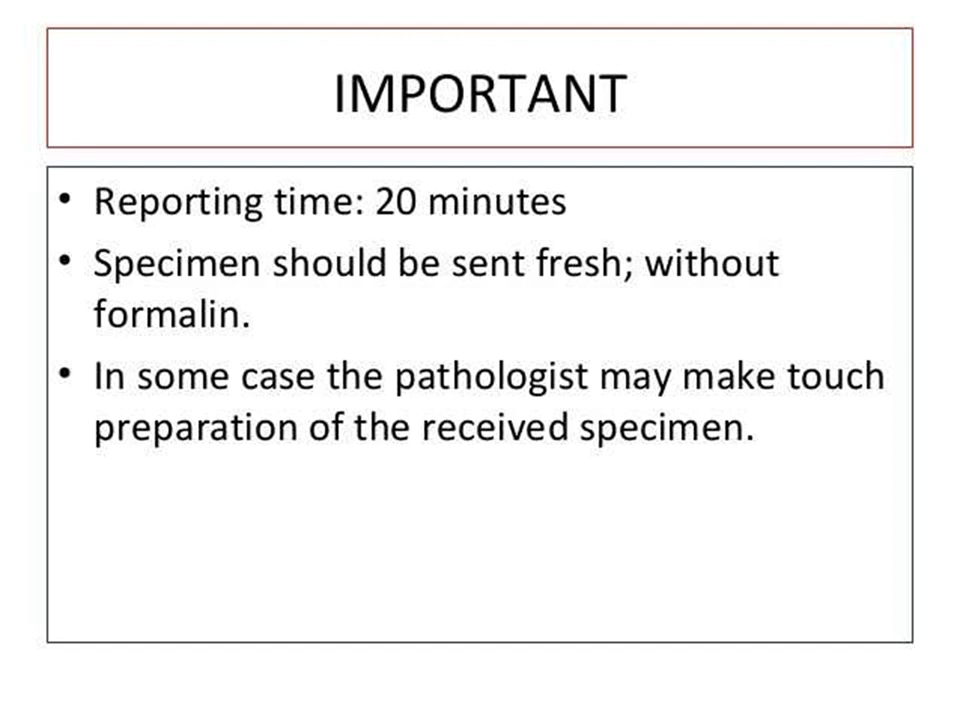 IMPORTANT
• Reporting time: 20 minutes
• Specimen should be sent fresh; without
formalin.
• In some case the pathologist may make touch
preparation of the received specimen.